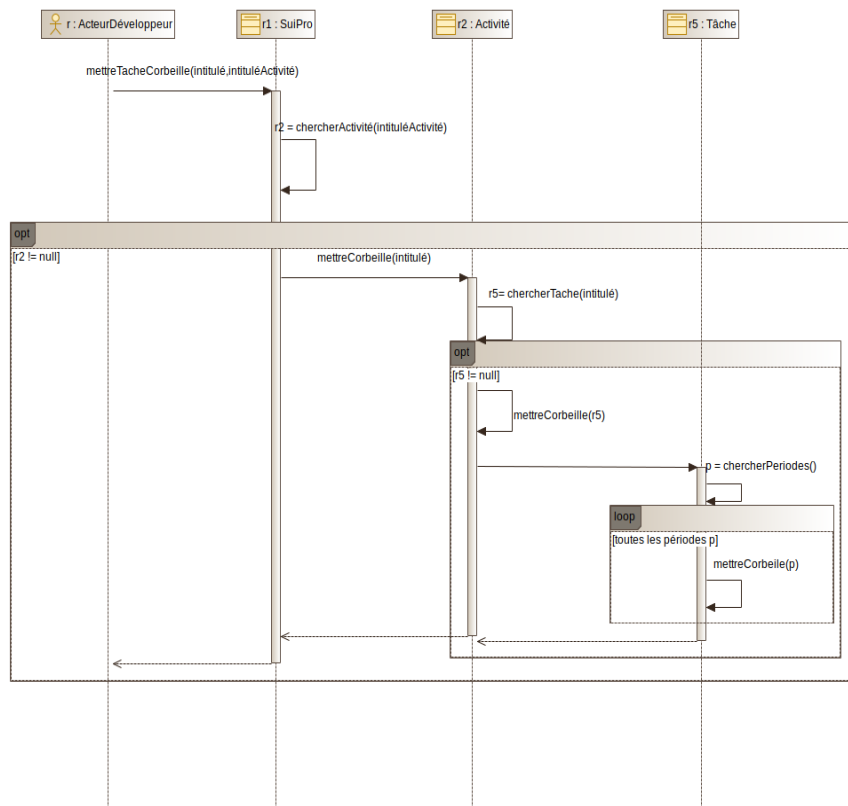 r : ActeurDéveloppeur
r1 : SuiPro
r2 : Activité
r5 : Tâche
mettreTacheCorbeille(intitulé,intituléActivité)
r2 = chercherActivité(intituléActivité)
opt
[r2 != null]
mettreCorbeille(intitulé)
r5= chercherTache(intitulé)
opt
[r5 != null]
mettreCorbeille(r5)
p = chercherPeriodes()
loop
[toutes les périodes p]
mettreCorbeile(p)